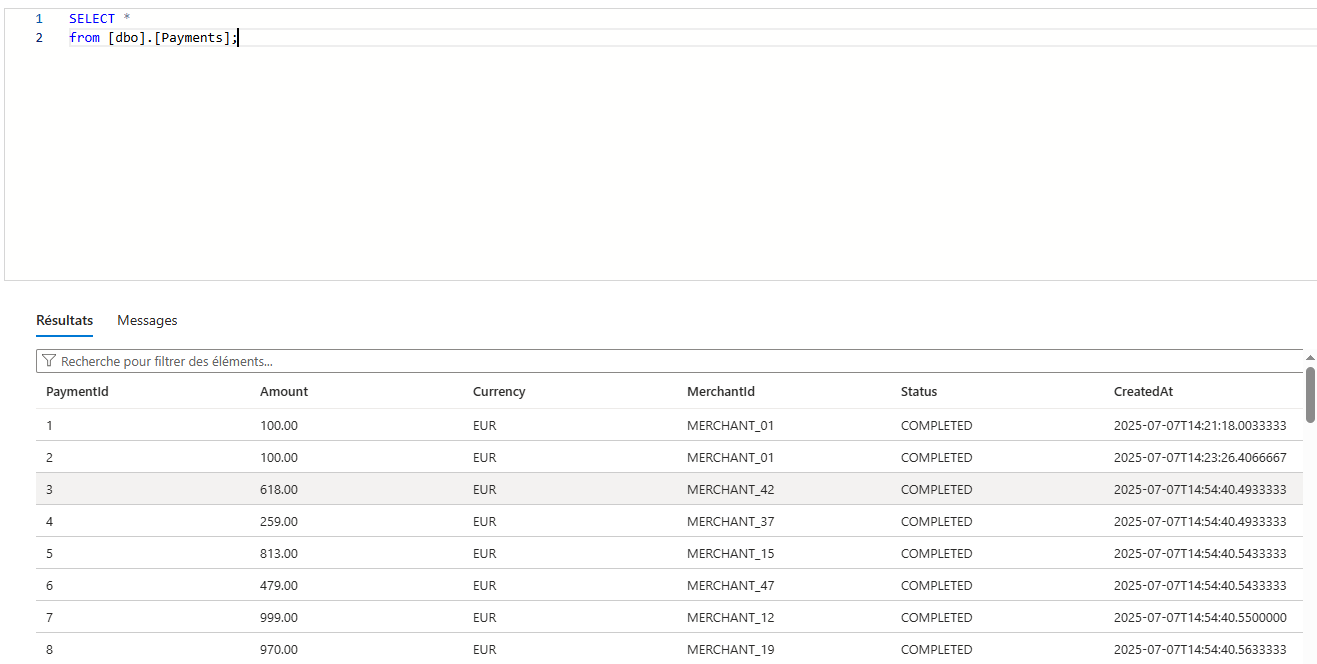 1 SELECT *
2 from [dbo].[Payments];
Résultats Messages
Recherche pour filtrer des éléments...
PaymentId Amount Currency MerchantId Status CreatedAt
1 100.00 EUR MERCHANT_01 COMPLETED 2025-07-07T14:21:18.0033333
2 100.00 EUR MERCHANT_01 COMPLETED 2025-07-07T14:23:26.4066667
3 618.00 EUR MERCHANT_42 COMPLETED 2025-07-07T14:54:40.4933333
4 259.00 EUR MERCHANT_37 COMPLETED 2025-07-07T14:54:40.4933333
5 813.00 EUR MERCHANT_15 COMPLETED 2025-07-07T14:54:40.5433333
6 479.00 EUR MERCHANT_47 COMPLETED 2025-07-07T14:54:40.5433333
7 999.00 EUR MERCHANT_12 COMPLETED 2025-07-07T14:54:40.5500000
8 970.00 EUR MERCHANT_19 COMPLETED 2025-07-07T14:54:40.5633333